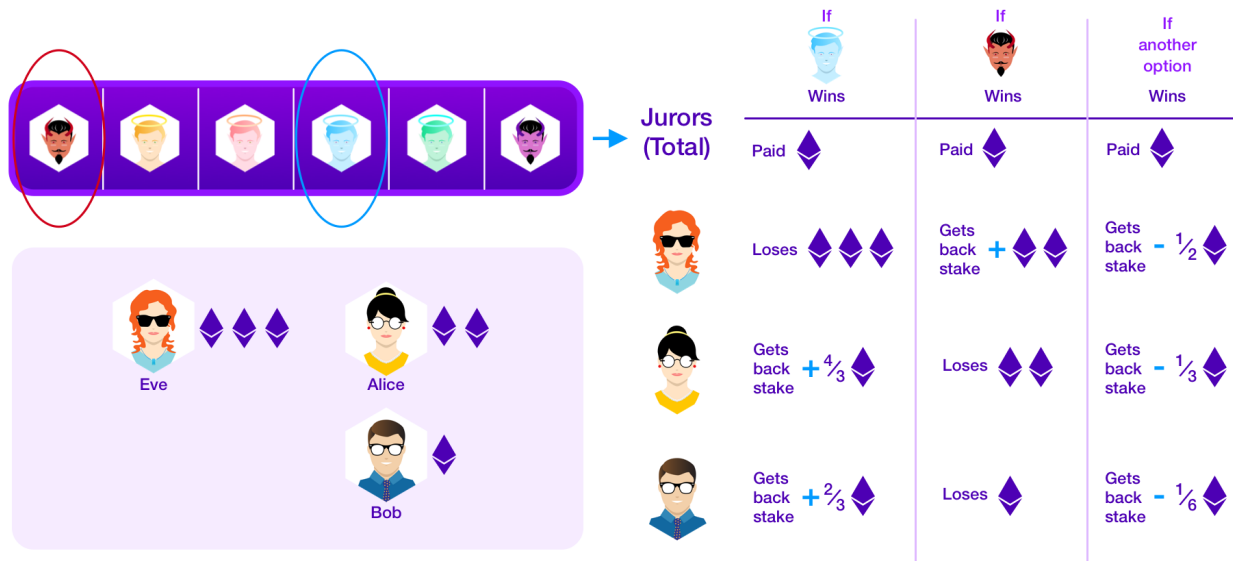 If
Wins
If
Wins
If
another
option
Wins
Jurors
(Total)
Paid
Paid
Paid
Loses
Gets
back
stake
+
Gets
back
stake
- 1/2
Eve
Alice
Gets
back
stake
+ 4/3
Loses
Gets
back
stake
- 1/3
Bob
Gets
back
stake
+ 2/3
Loses
Gets
back
stake
- 1/6